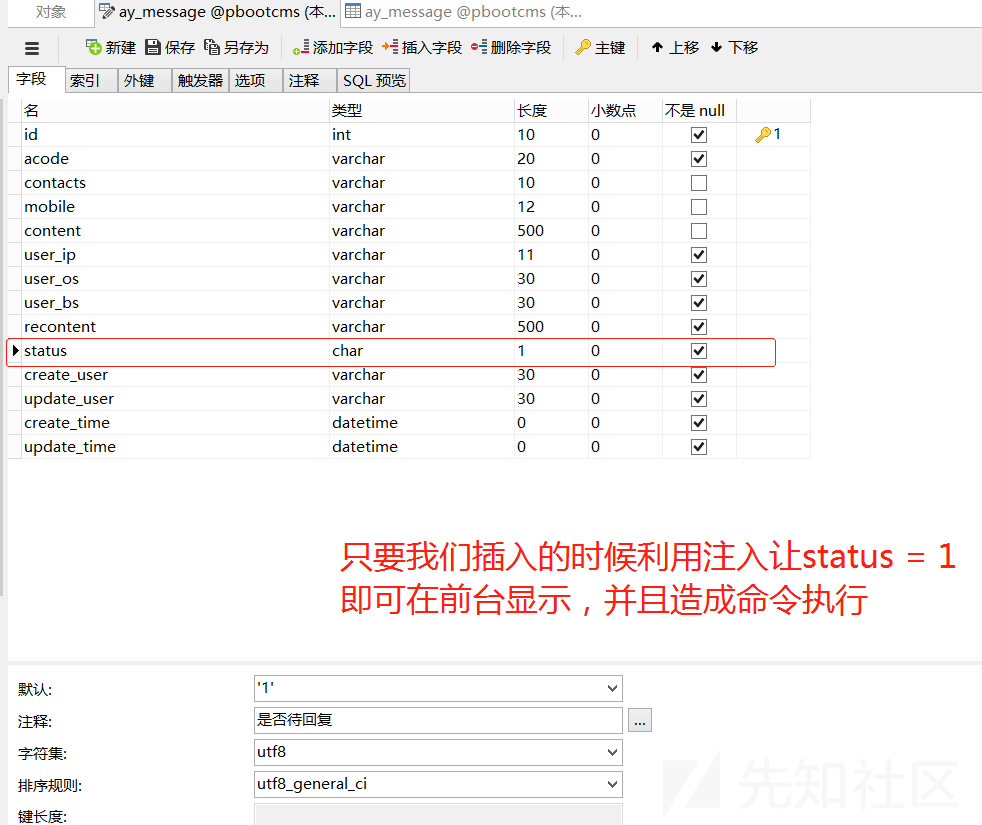 对象 ay_message @pbootcms (本... ay_message @pbootcms (本...
新建 保存 另存为 添加字段 插入字段 删除字段 主键 上移 下移
字段 索引 外键 触发器 选项 注释 SQL 预览
名 类型 长度 小数点 不是 null
id int 10 0 1
acode varchar 20 0
contacts varchar 10 0
mobile varchar 12 0
content varchar 500 0
user_ip varchar 11 0
user_os varchar 30 0
user_bs varchar 30 0
recontent varchar 500 0
status char 1 0
create_user varchar 30 0
update_user varchar 30 0
create_time datetime 0 0
update_time datetime 0 0
只要我们插入的时候利用注入让status = 1
即可在前台显示，并且造成命令执行
默认: '1'
注释: 是否待回复 ...
字符集: utf8
排序规则: utf8_general_ci
键长度:
先知社区